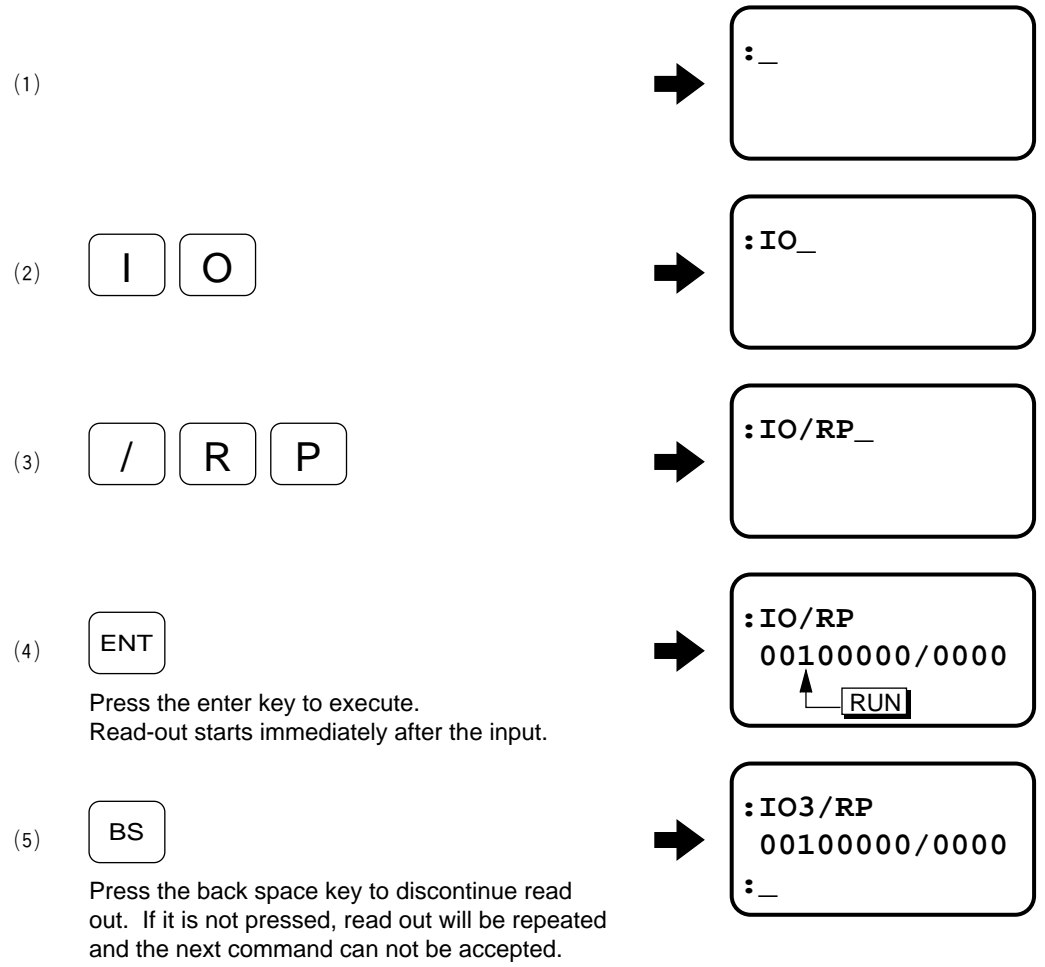 (1)
:_
(2)
I O
:IO_
(3)
/ R P
:IO/RP_
(4)
ENT
Press the enter key to execute.
Read-out starts immediately after the input.
:IO/RP
00100000/0000
RUN
(5)
BS
Press the back space key to discontinue read
out. If it is not pressed, read out will be repeated
and the next command can not be accepted.
:IO3/RP
00100000/0000
:_